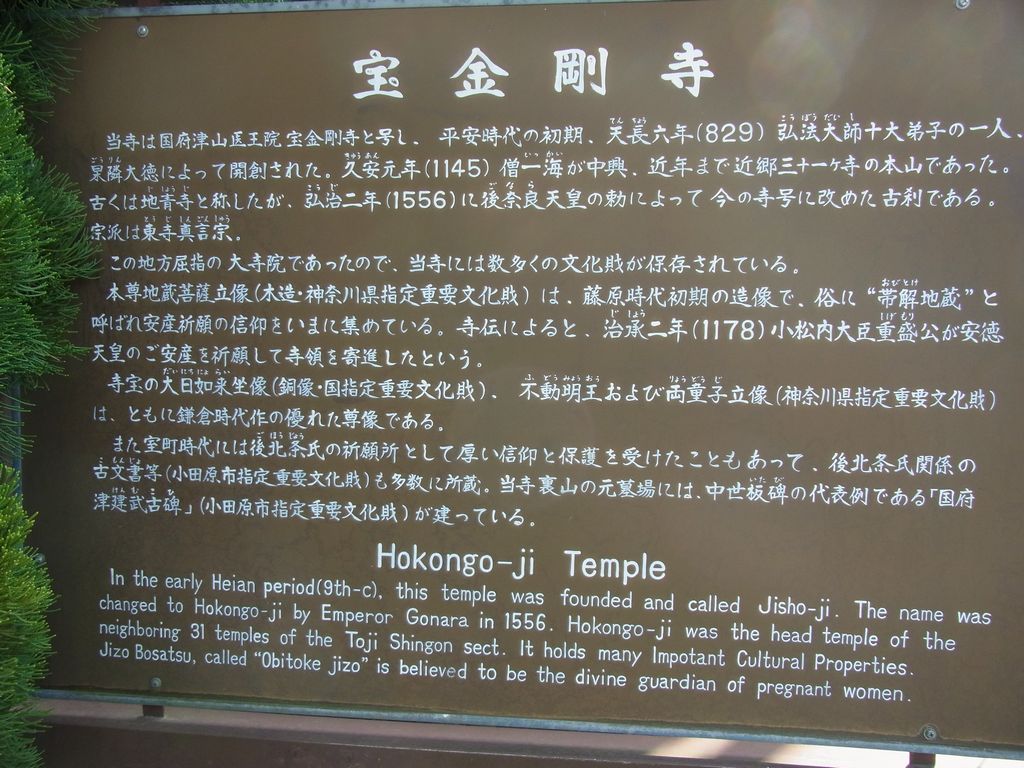 宝金剛寺
当寺は国府津山医王院宝金剛寺と号し、平安時代の初期、天長六年(829)弘法大師十大弟子の一人、
杲隣大徳によって開創された。久安元年(1145)僧一海が中興、近年まで近郷三十一ヶ寺の本山であった。
古くは地青寺と称したが、弘治二年(1556)に後奈良天皇の勅によって今の寺号に改めた古刹である。
宗派は東寺真言宗。
この地方屈指の大寺院であったので、当寺には数多くの文化財が保存されている。
本尊地蔵菩薩立像(木造・神奈川県指定重要文化財)は、藤原時代初期の造像で、俗に“帯解地蔵”と
呼ばれ安産祈願の信仰をいまに集めている。寺伝によると、治承二年(1178)小松内大臣重盛公が安徳
天皇のご安産を祈願して寺領を寄進したという。
寺宝の大日如来坐像(銅像・国指定重要文化財)、不動明王および両童子立像(神奈川県指定重要文化財)
は、ともに鎌倉時代作の優れた尊像である。
また室町時代には後北条氏の祈願所として厚い信仰と保護を受けたこともあって、後北条氏関係の
古文書等(小田原市指定重要文化財)も多数に所蔵。当寺裏山の元墓場には、中世板碑の代表例である「国府
津建武古碑」(小田原市指定重要文化財)が建っている。
Hokongo-ji Temple
In the early Heian period(9th-c), this temple was founded and called Jisho-ji. The name was
changed to Hokongo-ji by Emperor Gonara in 1556. Hokongo-ji was the head temple of the
neighboring 31 temples of the Toji Shingon sect. It holds many Impotant Cultural Properties.
Jizo Bosatsu, called "Obitoke jizo" is believed to be the divine guardian of pregnant women.